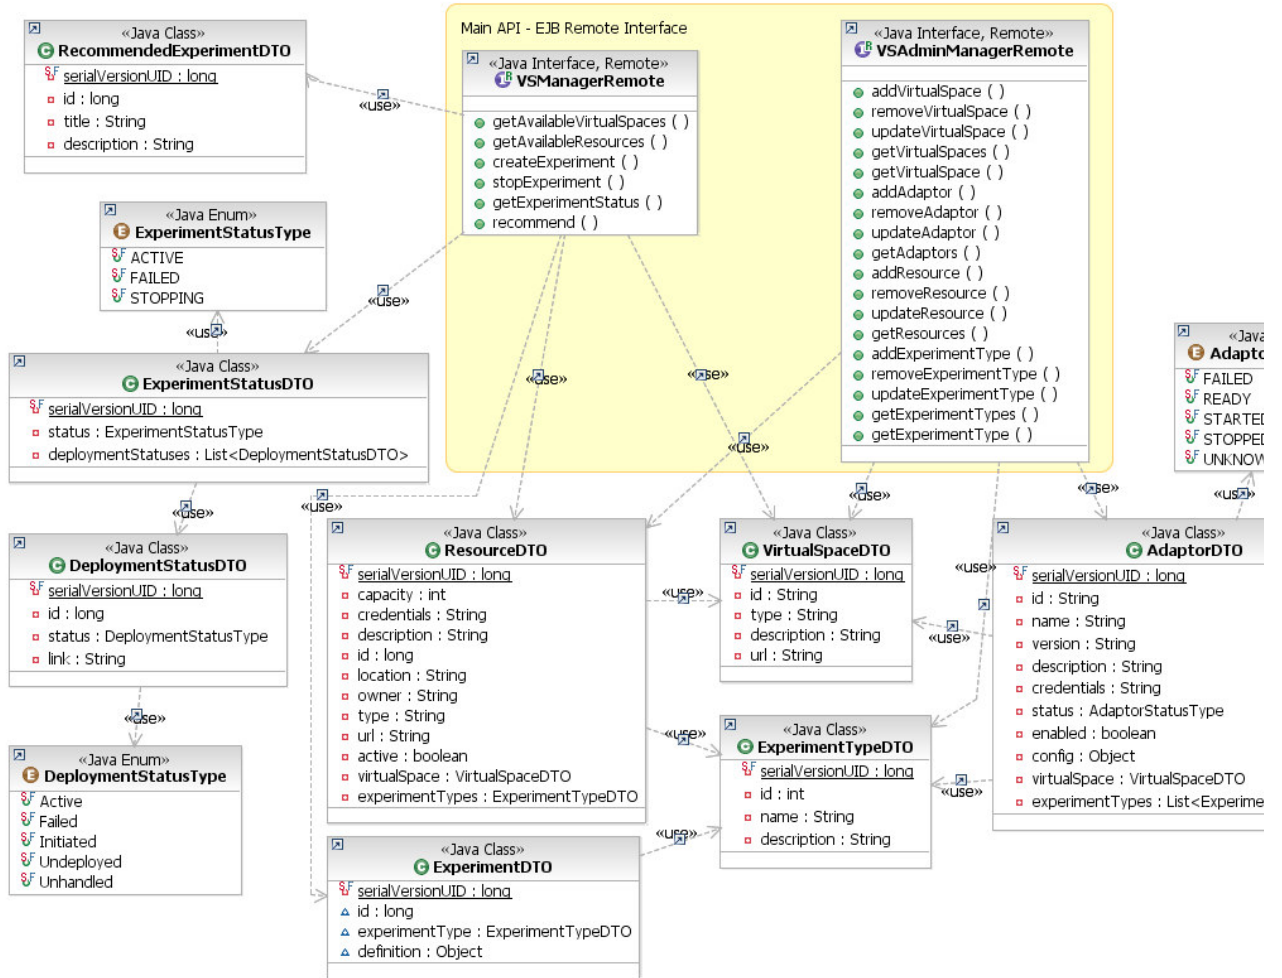 «Java Class»
RecommendedExperimentDTO
serialVersionUID : long
id : long
title : String
description : String
«use»
Main API - EJB Remote Interface
«Java Interface, Remote»
VSManagerRemote
getAvailableVirtualSpaces ( )
getAvailableResources ( )
createExperiment ( )
stopExperiment ( )
getExperimentStatus ( )
recommend ( )
«Java Interface, Remote»
VSAdminManagerRemote
addVirtualSpace ( )
removeVirtualSpace ( )
updateVirtualSpace ( )
getVirtualSpaces ( )
getVirtualSpace ( )
addAdaptor ( )
removeAdaptor ( )
updateAdaptor ( )
getAdaptors ( )
addResource ( )
removeResource ( )
updateResource ( )
getResources ( )
addExperimentType ( )
removeExperimentType ( )
updateExperimentType ( )
getExperimentTypes ( )
getExperimentType ( )
«Java Enum»
ExperimentStatusType
ACTIVE
FAILED
STOPPING
«use»
«use»
«Java Class»
ExperimentStatusDTO
serialVersionUID : long
status : ExperimentStatusType
deploymentStatuses : List<DeploymentStatusDTO>
«use»
«use»
«use»
«Java
Adapto
FAILED
READY
STARTED
STOPPED
UNKNOW
«use»
«use»
«use»
«use»
«use»
«use»
«Java Class»
DeploymentStatusDTO
serialVersionUID : long
id : long
status : DeploymentStatusType
link : String
«use»
«Java Enum»
DeploymentStatusType
Active
Failed
Initiated
Undeployed
Unhandled
«Java Class»
ResourceDTO
serialVersionUID : long
capacity : int
credentials : String
description : String
id : long
location : String
owner : String
type : String
url : String
active : boolean
virtualSpace : VirtualSpaceDTO
experimentTypes : ExperimentTypeDTO
«use»
«use»
«Java Class»
VirtualSpaceDTO
serialVersionUID : long
id : String
type : String
description : String
url : String
«use»
«use»
«Java Class»
AdaptorDTO
serialVersionUID : long
id : String
name : String
version : String
description : String
credentials : String
status : AdaptorStatusType
enabled : boolean
config : Object
virtualSpace : VirtualSpaceDTO
experimentTypes : List<Experime
«Java Class»
ExperimentTypeDTO
serialVersionUID : long
id : int
name : String
description : String
«use»
«use»
«Java Class»
ExperimentDTO
serialVersionUID : long
id : long
experimentType : ExperimentTypeDTO
definition : Object